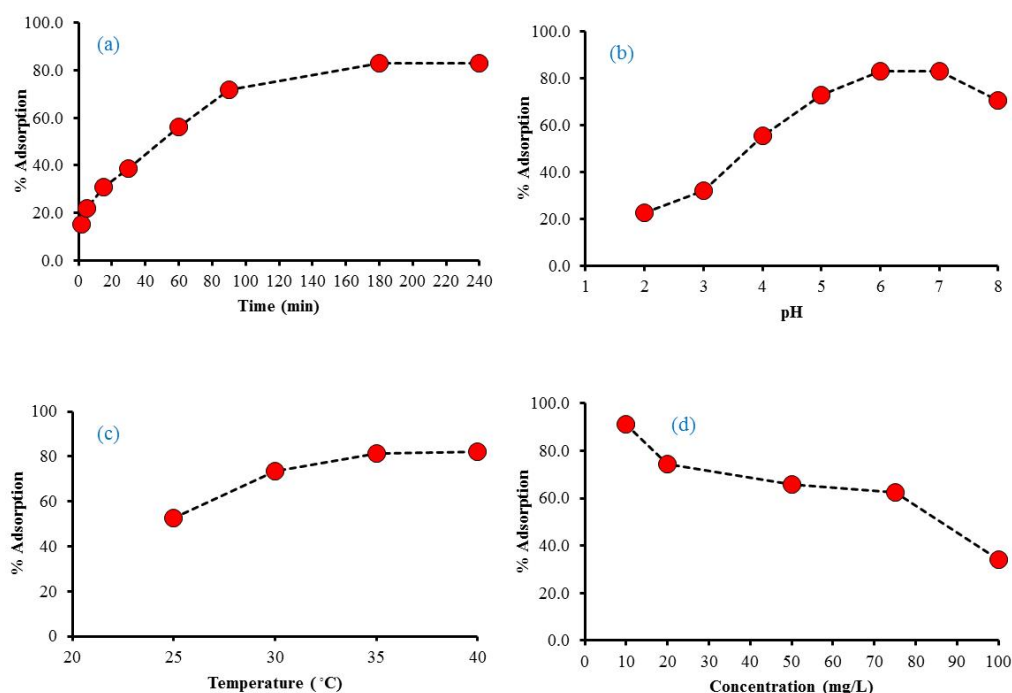 100.0
80.0
60.0
40.0
20.0
0.0
% Adsorption
(a)
0 20 40 60 80 100 120 140 160 180 200 220 240
Time (min)
100.0
80.0
60.0
40.0
20.0
0.0
% Adsorption
(b)
1 2 3 4 5 6 7 8
pH
100
80
60
40
20
0
% Adsorption
(c)
20 25 30 35 40
Temperature (°C)
100.0
80.0
60.0
40.0
20.0
0.0
% Adsorption
(d)
0 10 20 30 40 50 60 70 80 90 100
Concentration (mg/L)